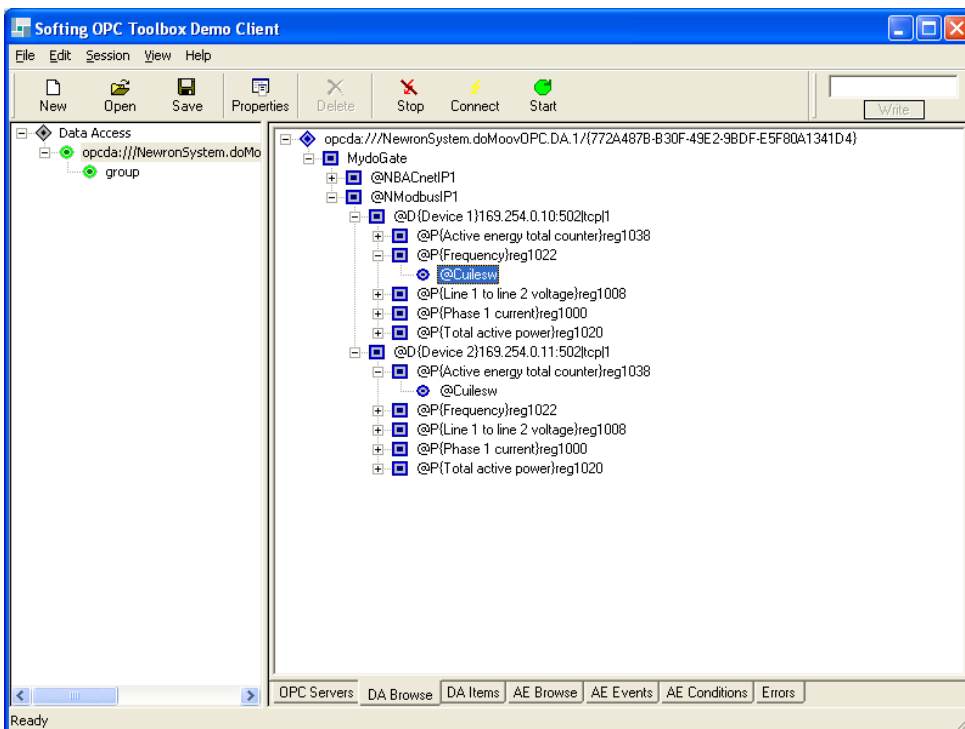 Softing OPC Toolbox Demo Client
File Edit Session View Help
New Open Save Properties Delete Stop Connect Start Write
Data Access
opcda:///NewronSystem.doMo
group
opcda:///NewronSystem.doMoovOPC.DA.1/{772A487B-B30F-49E2-9BDF-E5F80A1341D4}
MydoGate
@NBACnetIP1
@NModbusIP1
@D{Device 1}169.254.0.10:502|tcp|1
@P{Active energy total counter}reg1038
@P{Frequency}reg1022
@Cuilesw
@P{Line 1 to line 2 voltage}reg1008
@P{Phase 1 current}reg1000
@P{Total active power}reg1020
@D{Device 2}169.254.0.11:502|tcp|1
@P{Active energy total counter}reg1038
@Cuilesw
@P{Frequency}reg1022
@P{Line 1 to line 2 voltage}reg1008
@P{Phase 1 current}reg1000
@P{Total active power}reg1020
OPC Servers DA Browse DA Items AE Browse AE Events AE Conditions Errors
Ready